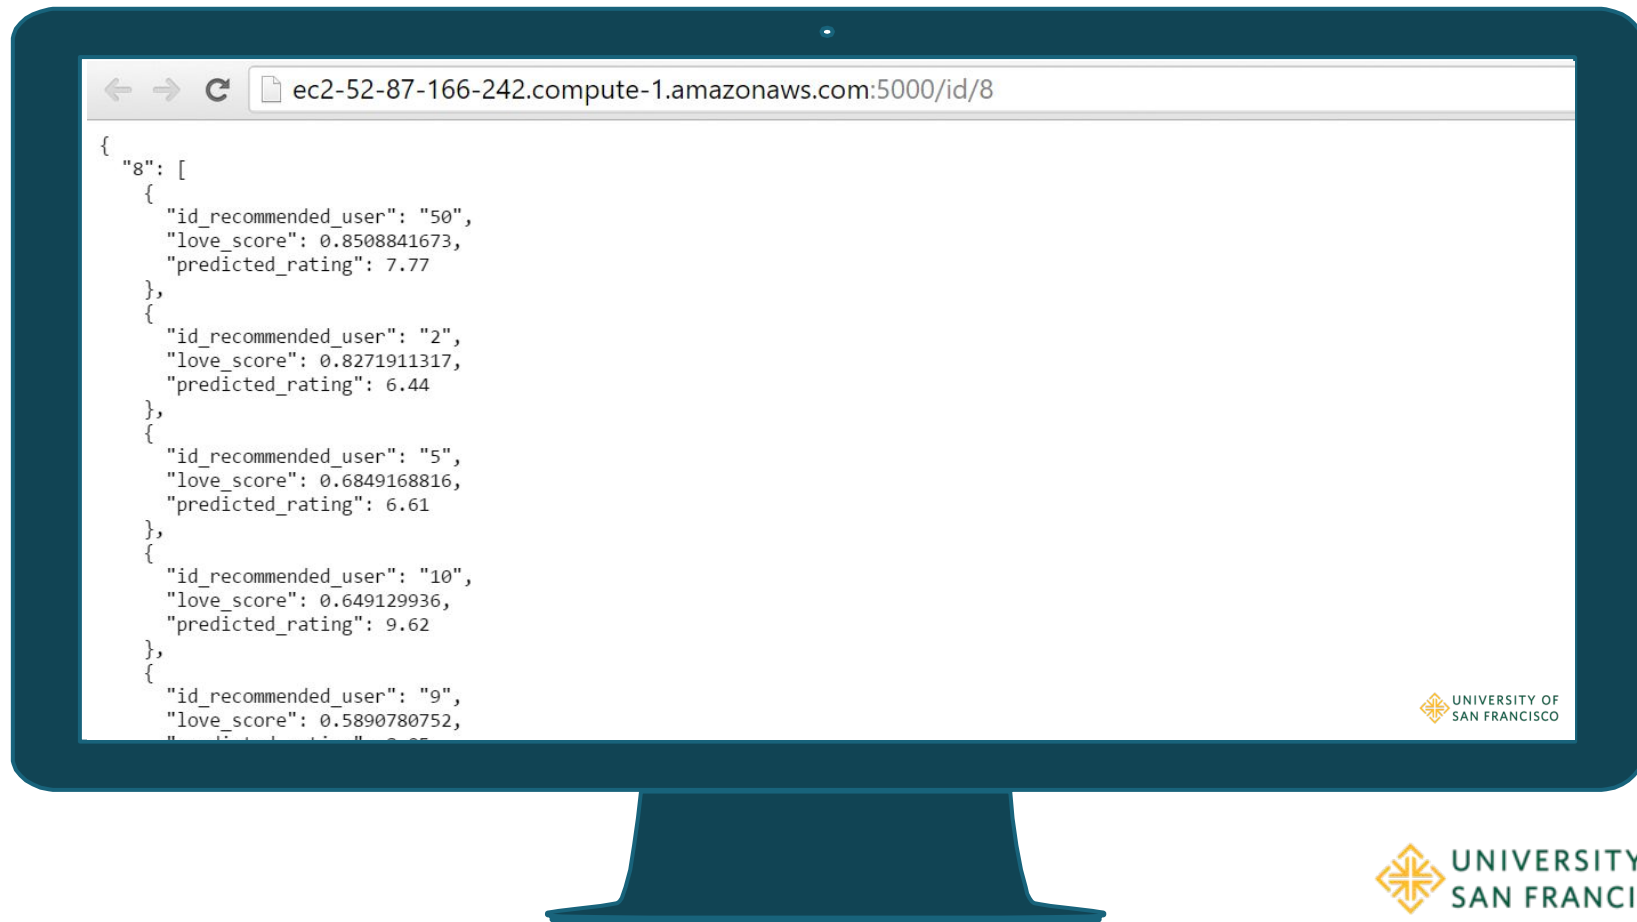 ec2-52-87-166-242.compute-1.amazonaws.com:5000/id/8
{
"8": [
{
"id_recommended_user": "50",
"love_score": 0.8508841673,
"predicted_rating": 7.77
},
{
"id_recommended_user": "2",
"love_score": 0.8271911317,
"predicted_rating": 6.44
},
{
"id_recommended_user": "5",
"love_score": 0.6849168816,
"predicted_rating": 6.61
},
{
"id_recommended_user": "10",
"love_score": 0.649129936,
"predicted_rating": 9.62
},
{
"id_recommended_user": "9",
"love_score": 0.5890780752,
UNIVERSITY OF
SAN FRANCISCO
UNIVERSITY
SAN FRANCI